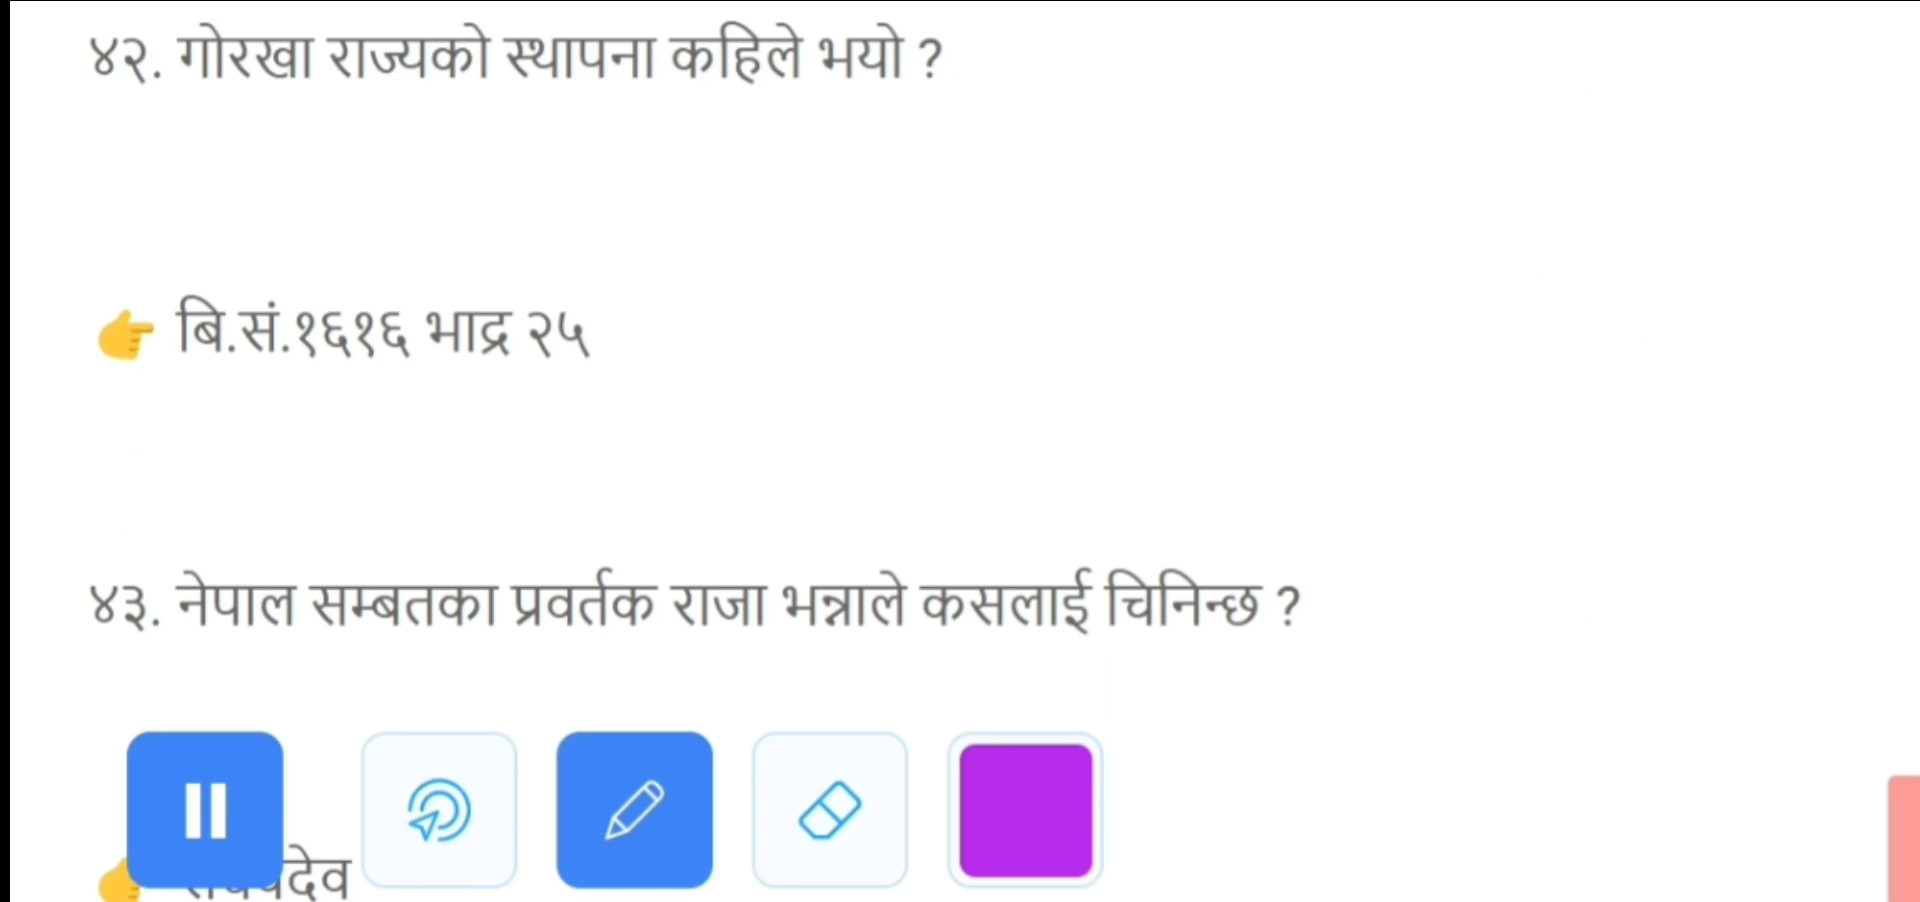 ४२. गोरखा राज्यको स्थापना कहिले भयो ?
👉 बि.सं.१६१६ भाद्र २५
४३. नेपाल सम्बतका प्रवर्तक राजा भन्नाले कसलाई चिनिन्छ ?